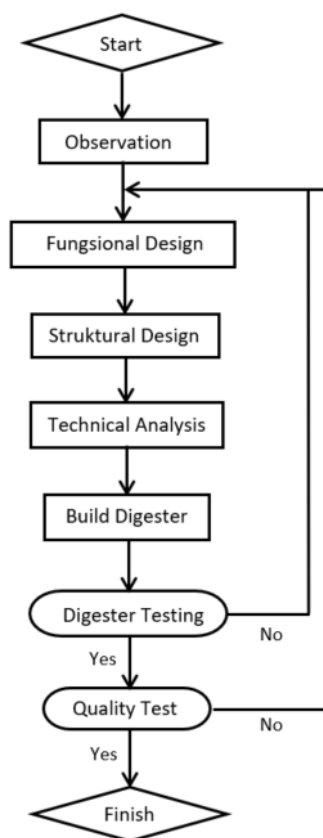 Start
Observation
Fungsional Design
Struktural Design
Technical Analysis
Build Digester
Digester Testing
No
Yes
Quality Test
No
Yes
Finish